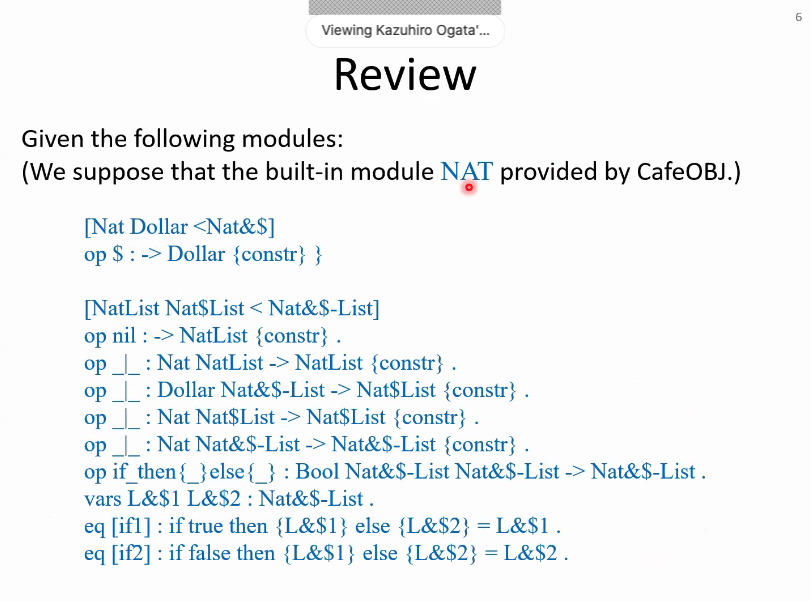 Viewing Kazuhiro Ogata'...
6
Review
Given the following modules:
(We suppose that the built-in module NAT provided by CafeOBJ.)
[Nat Dollar <Nat&$]
op $ : -> Dollar {constr} }
[NatList Nat$List < Nat&$-List]
op nil : -> NatList {constr} .
op _|_ : Nat NatList -> NatList {constr} .
op _|_ : Dollar Nat&$-List -> Nat$List {constr} .
op _|_ : Nat Nat$List -> Nat$List {constr} .
op _|_ : Nat Nat&$-List -> Nat&$-List {constr} .
op if_then{_}else{_} : Bool Nat&$-List Nat&$-List -> Nat&$-List .
vars L&$1 L&$2 : Nat&$-List .
eq [if1] : if true then {L&$1} else {L&$2} = L&$1 .
eq [if2] : if false then {L&$1} else {L&$2} = L&$2 .